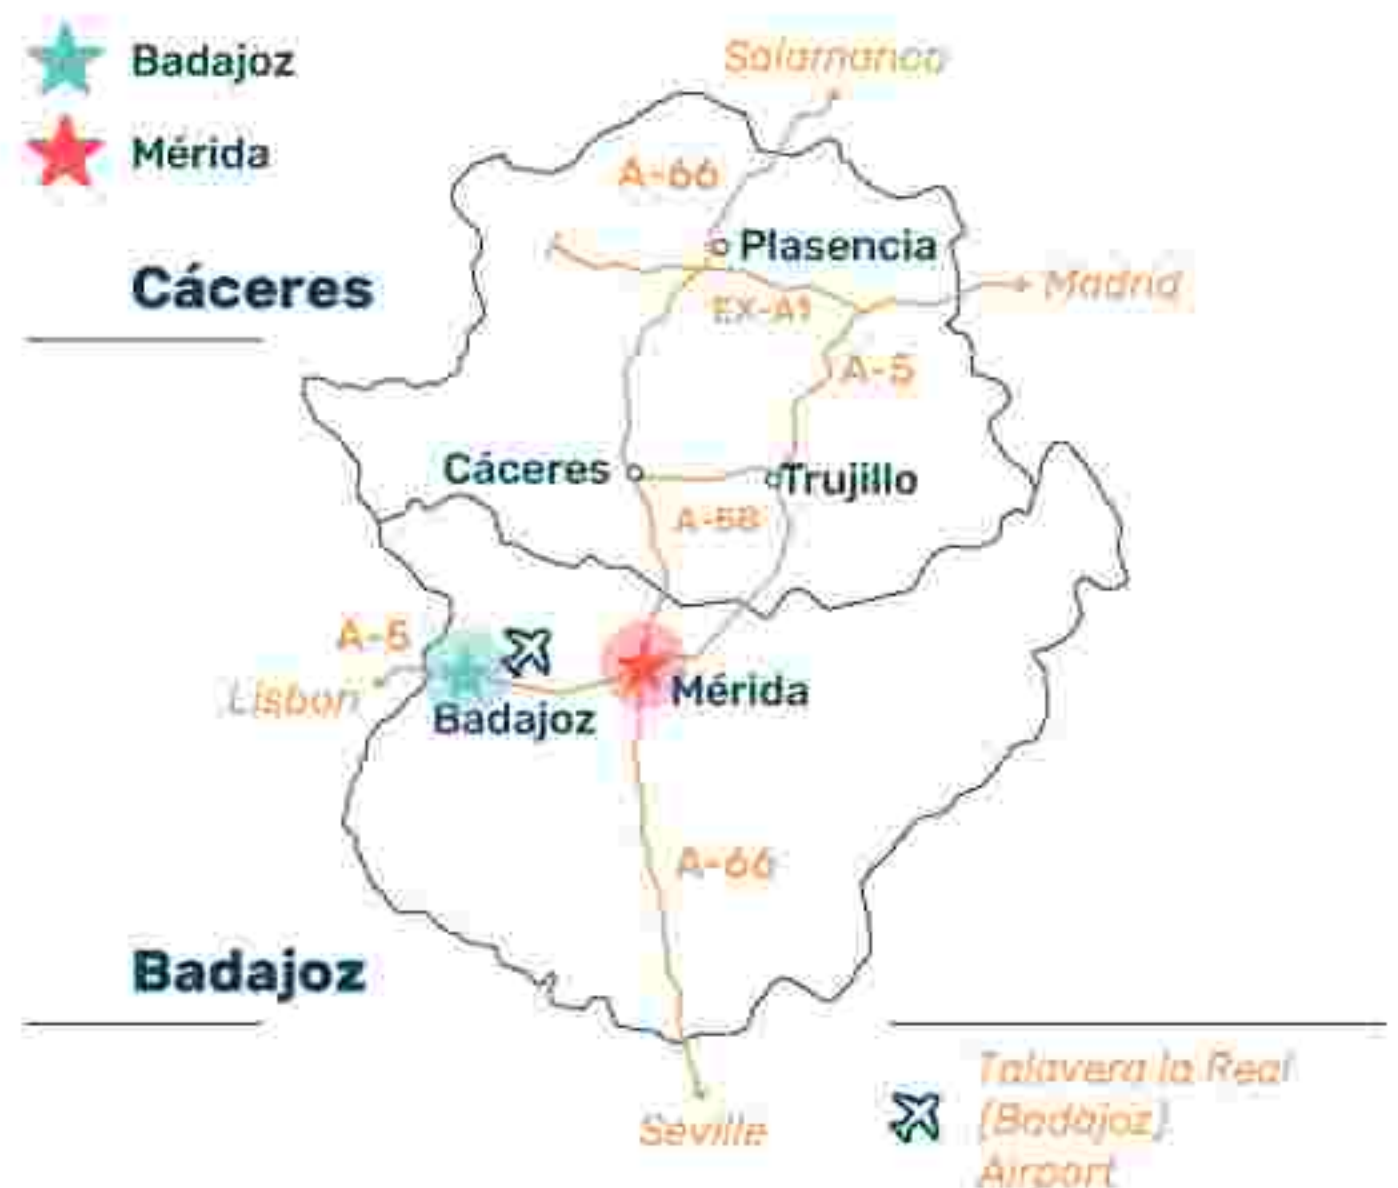 Badajoz
Mérida
Salamanca
A-66
Plasencia
Cáceres
Madrid
EX-A1
A-5
Cáceres
Trujillo
A-58
A-5
Lisbon
Mérida
Badajoz
A-66
Badajoz
Talavera la Real
(Badajoz)
Airport
Seville